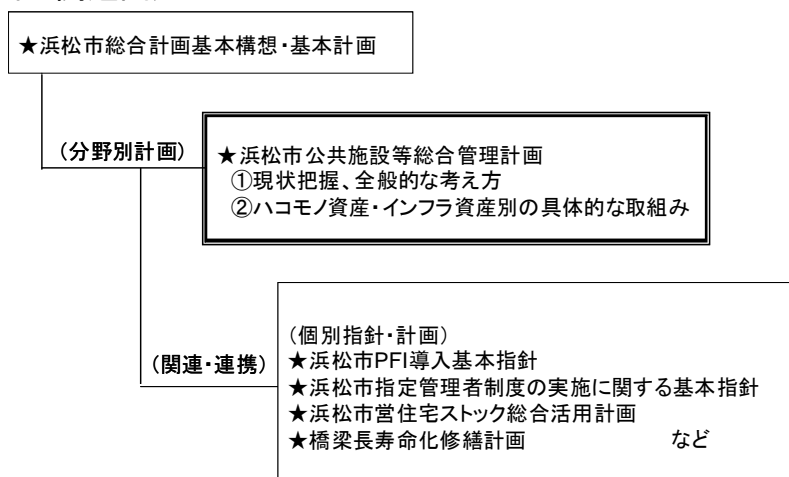 ★浜松市総合計画基本構想・基本計画
(分野別計画)
★浜松市公共施設等総合管理計画
①現状把握、全般的な考え方
②ハコモノ資産・インフラ資産別の具体的な取組み
(関連・連携)
(個別指針・計画)
★浜松市PFI導入基本指針
★浜松市指定管理者制度の実施に関する基本指針
★浜松市営住宅ストック総合活用計画
★橋梁長寿命化修繕計画 など